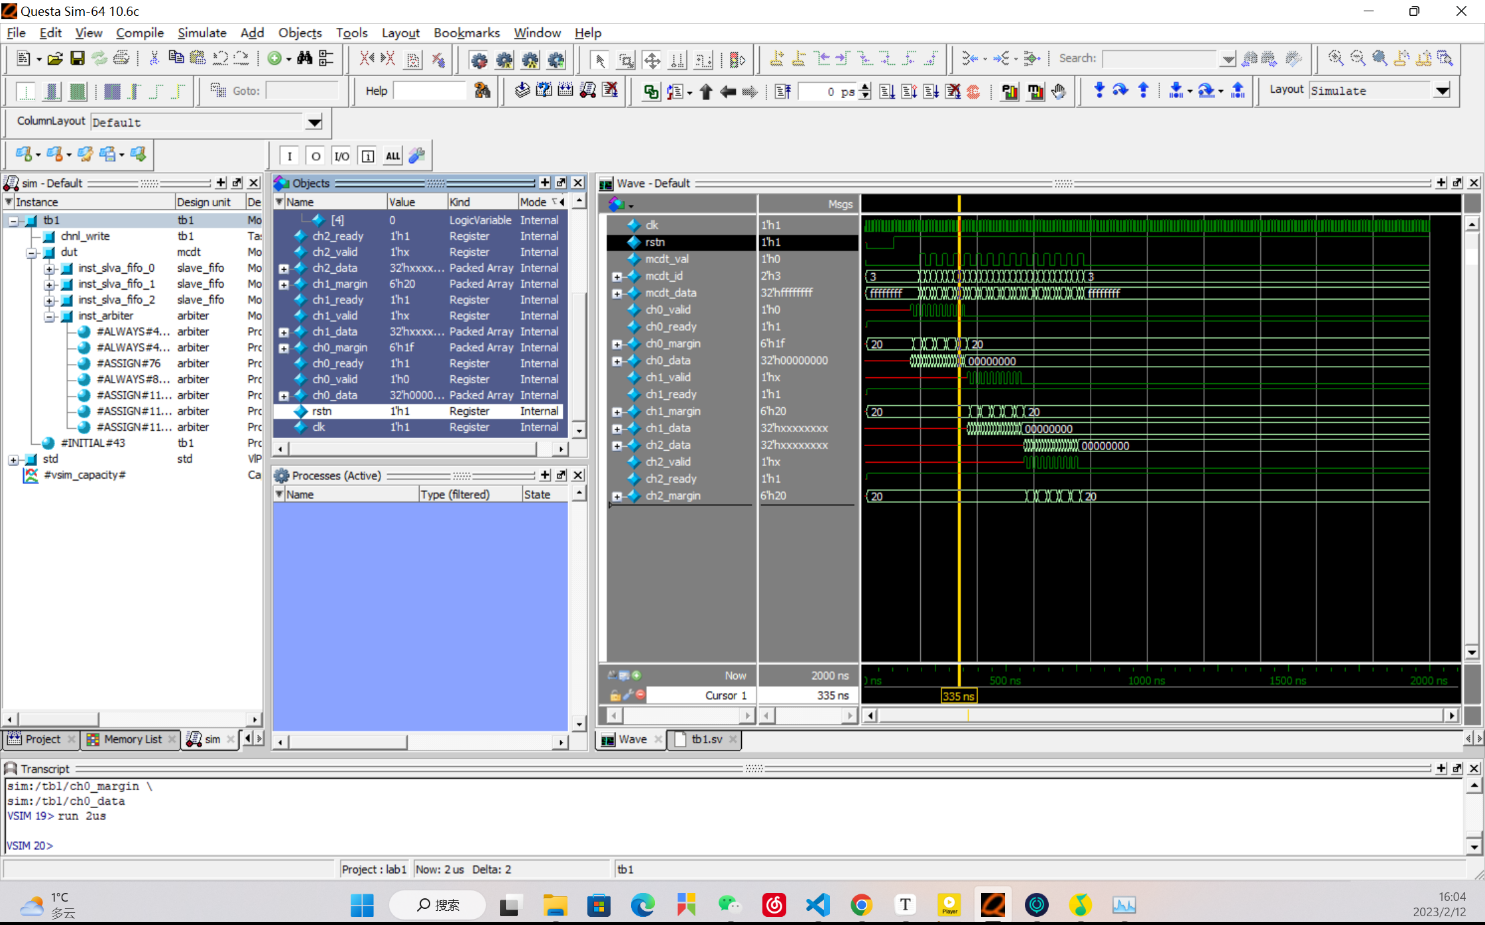 Questa Sim-64 10.6c
File Edit View Compile Simulate Add Objects Tools Layout Bookmarks Window Help
Search:
Goto:
Help
0 ps
Layout Simulate
ColumnLayout Default
I O I/O ALL
sim - Default
Instance Design unit De
tb1 tb1 Mo
chnl_write tb1 Ta:
dut mcdt Mo
inst_slva_fifo_0 slave_fifo Mo
inst_slva_fifo_1 slave_fifo Mo
inst_slva_fifo_2 slave_fifo Mo
inst_arbiter arbiter Mo
#ALWAYS#4... arbiter Prc
#ALWAYS#4... arbiter Prc
#ASSIGN#76 arbiter Prc
#ALWAYS#8... arbiter Prc
#ASSIGN#11... arbiter Prc
#ASSIGN#11... arbiter Prc
#ASSIGN#11... arbiter Prc
#INITIAL#43 tb1 Prc
std std VIP
#vsim_capacity# Ca
Project Memory List sim
Objects
Name Value Kind Mode
[4] 0 LogicVariable Internal
ch2_ready 1'h1 Register Internal
ch2_valid 1'hx Register Internal
ch2_data 32'hxxxx... Packed Array Internal
ch1_margin 6'h20 Packed Array Internal
ch1_ready 1'h1 Register Internal
ch1_valid 1'hx Register Internal
ch1_data 32'hxxxx... Packed Array Internal
ch0_margin 6'h1f Packed Array Internal
ch0_ready 1'h1 Register Internal
ch0_valid 1'h0 Register Internal
ch0_data 32'h0000... Packed Array Internal
rstn 1'h1 Register Internal
clk 1'h1 Register Internal
Processes (Active)
Name Type (filtered) State
Wave - Default
Msgs
clk 1'h1
rstn 1'h1
mcdt_val 1'h0
mcdt_id 2'h3 3 3
mcdt_data 32'hffffffff ffffffff ffffffff
ch0_valid 1'h0
ch0_ready 1'h1
ch0_margin 6'h1f 20 20
ch0_data 32'h00000000 00000000
ch1_valid 1'hx
ch1_ready 1'h1
ch1_margin 6'h20 20 20
ch1_data 32'hxxxxxxxx 00000000
ch2_data 32'hxxxxxxxx 00000000
ch2_valid 1'hx
ch2_ready 1'h1
ch2_margin 6'h20 20 20
Now 2000 ns ns 500 ns 1000 ns 1500 ns 2000 ns
Cursor 1 335 ns 335 ns
Wave tb1.sv
Transcript
sim:/tb1/ch0_margin \
sim:/tb1/ch0_data
VSIM 19> run 2us
VSIM 20>
Project : lab1 Now: 2 us Delta: 2 tb1
1°C
多云
搜索
T
Player
16:04
2023/2/12